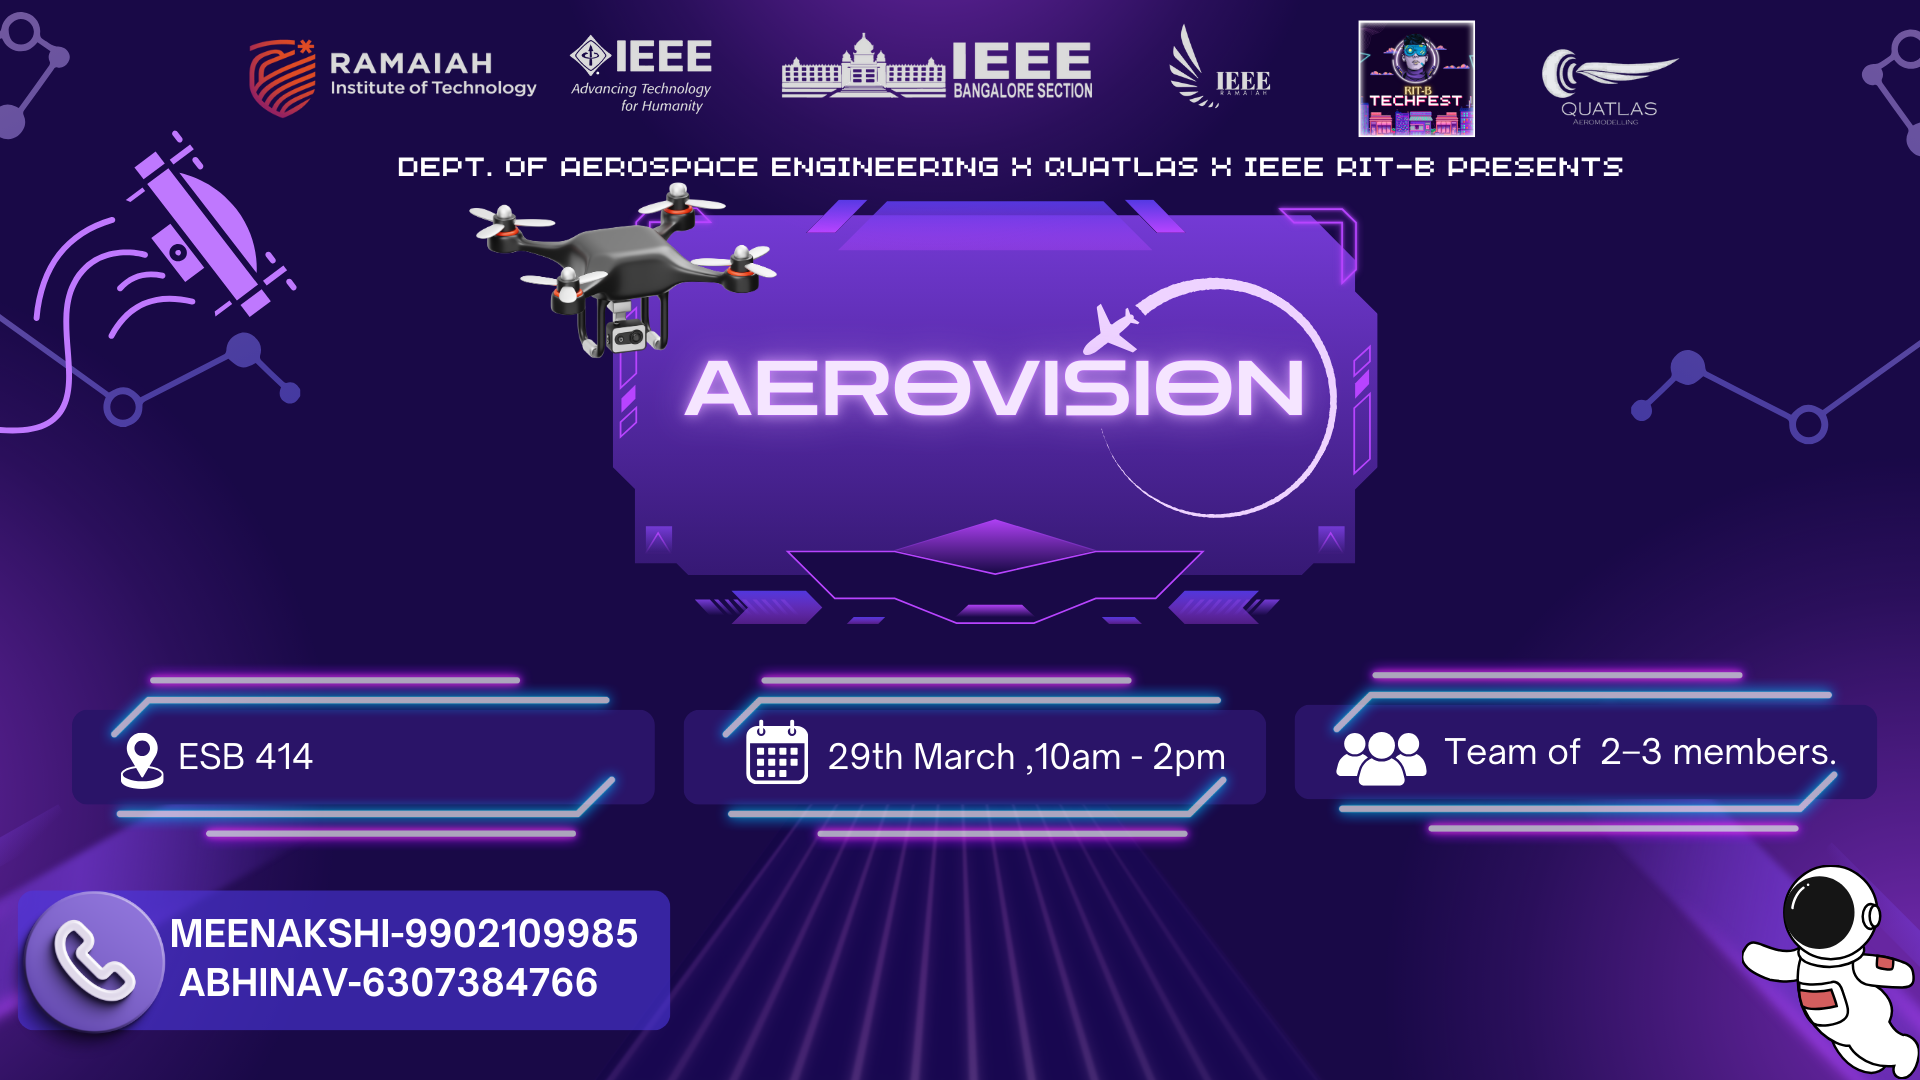 RAMAIAH
Institute of Technology
IEEE
Advancing Technology
for Humanity
IEEE
BANGALORE SECTION
IEEE
RAMAIAH
RIT-B
TECHFEST
QUATLAS
AEROMODELLING
DEPT. OF AEROSPACE ENGINEERING X QUATLAS X IEEE RIT-B PRESENTS
AEROVISION
ESB 414
29th March ,10am - 2pm
Team of 2–3 members.
MEENAKSHI-9902109985
ABHINAV-6307384766